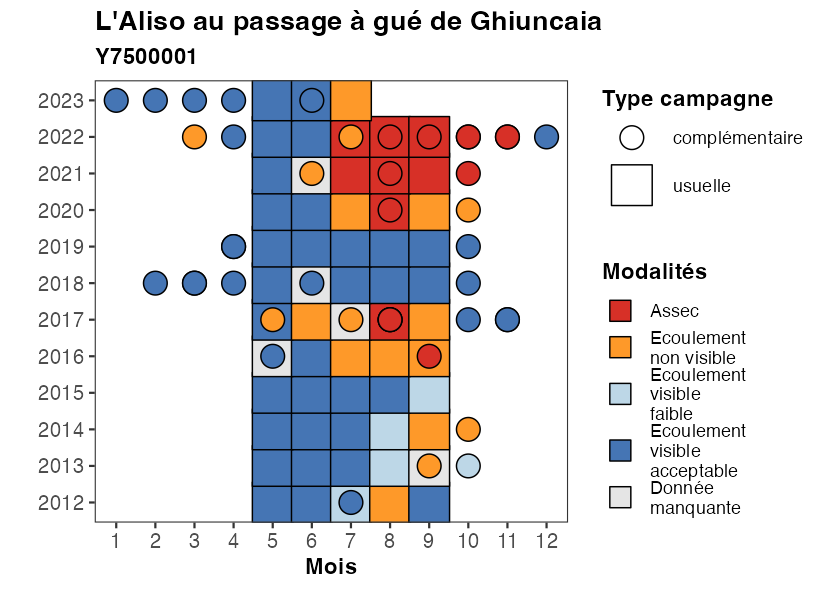 L'Aliso au passage à gué de Ghiuncaia
Y7500001
2023
2022
2021
2020
2019
2018
2017
2016
2015
2014
2013
2012
1 2 3 4 5 6 7 8 9 10 11 12
Mois
Type campagne
complémentaire
usuelle
Modalités
Assec
Ecoulement
non visible
Ecoulement
visible
faible
Ecoulement
visible
acceptable
Donnée
manquante